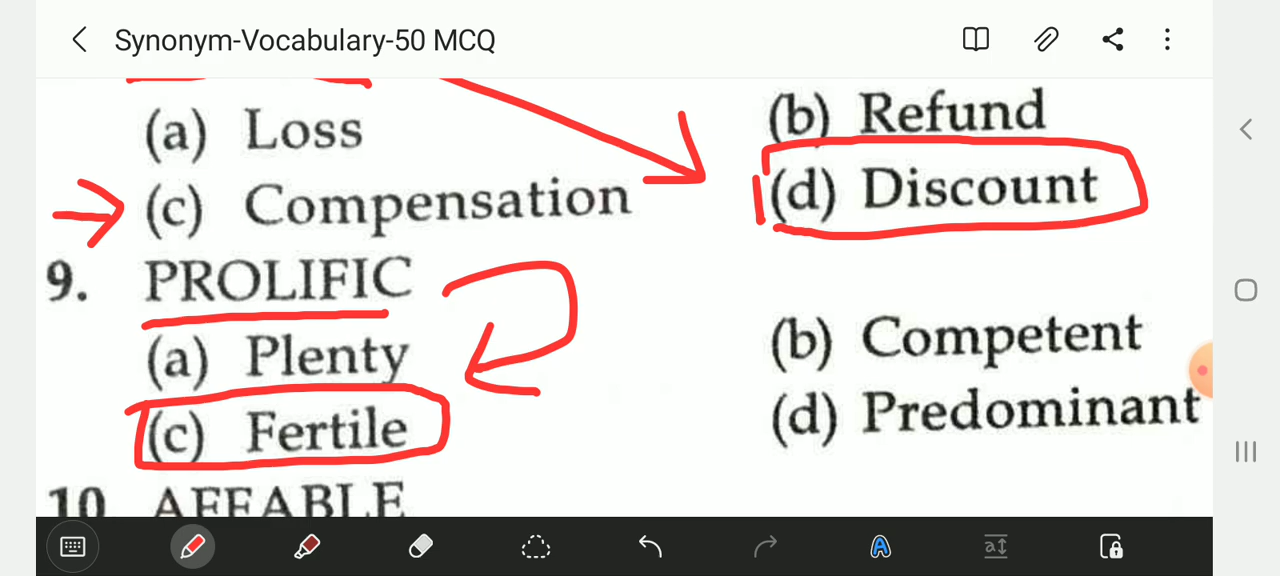 Synonym-Vocabulary-50 MCQ
(a) Loss (b) Refund
(c) Compensation (d) Discount
9. PROLIFIC
(a) Plenty (b) Competent
(c) Fertile (d) Predominant
10 AFFABLE